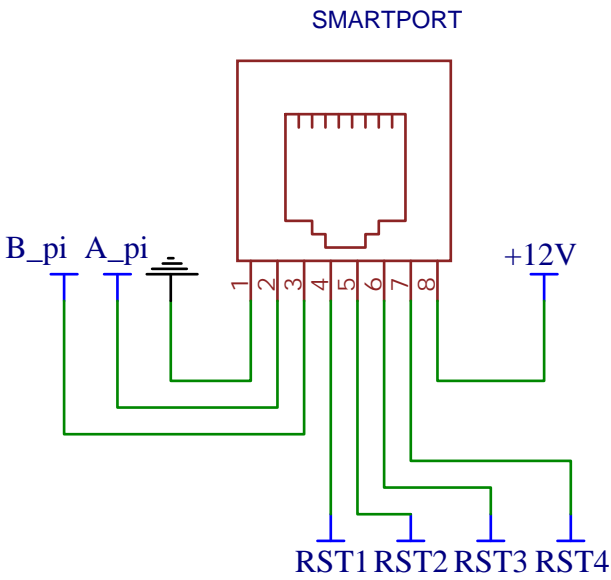 SMARTPORT
B_pi A_pi +12V
1 2 3 4 5 6 7 8
RST1 RST2 RST3 RST4